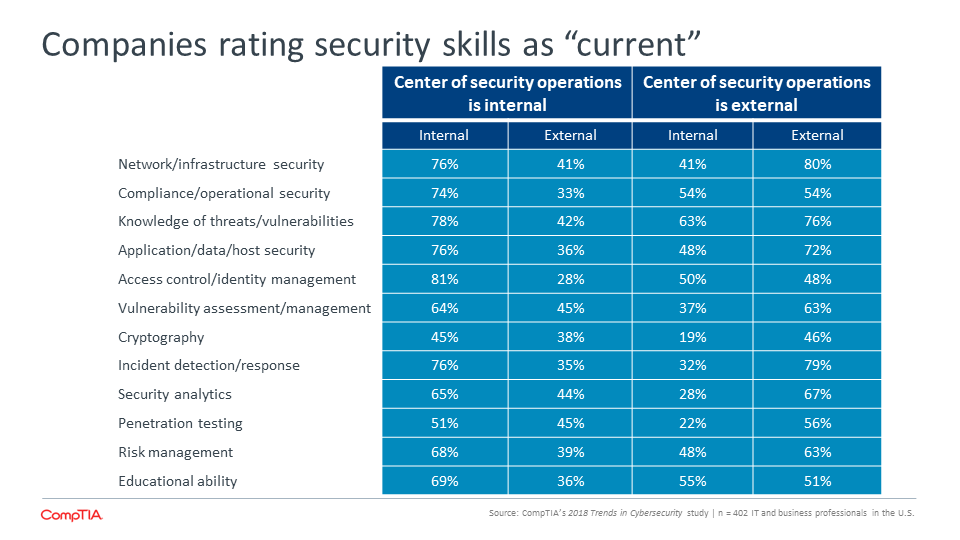 Companies rating security skills as “current”
Center of security operations is internal Center of security operations is external
Internal External Internal External
Network/infrastructure security 76% 41% 41% 80%
Compliance/operational security 74% 33% 54% 54%
Knowledge of threats/vulnerabilities 78% 42% 63% 76%
Application/data/host security 76% 36% 48% 72%
Access control/identity management 81% 28% 50% 48%
Vulnerability assessment/management 64% 45% 37% 63%
Cryptography 45% 38% 19% 46%
Incident detection/response 76% 35% 32% 79%
Security analytics 65% 44% 28% 67%
Penetration testing 51% 45% 22% 56%
Risk management 68% 39% 48% 63%
Educational ability 69% 36% 55% 51%
CompTIA Source: CompTIA’s 2018 Trends in Cybersecurity study | n = 402 IT and business professionals in the U.S.